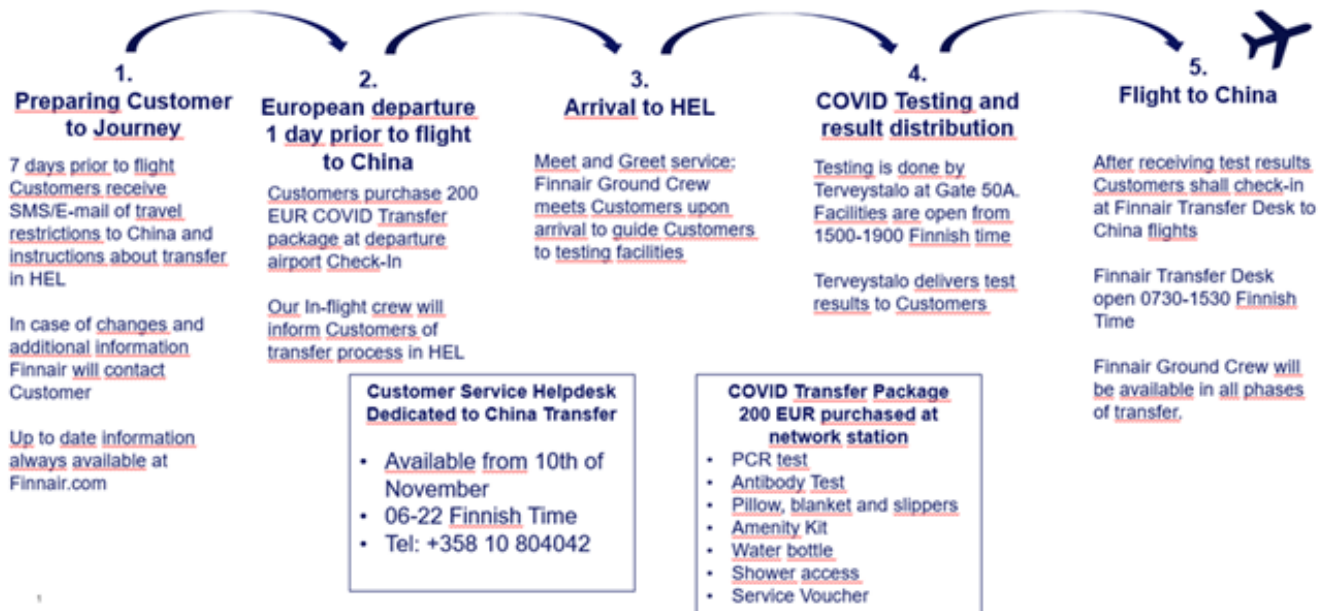 1.
Preparing Customer
to Journey
7 days prior to flight
Customers receive
SMS/E-mail of travel
restrictions to China and
instructions about transfer
in HEL
In case of changes and
additional information
Finnair will contact
Customer
Up to date information
always available at
Finnair.com
2.
European departure
1 day prior to flight
to China
Customers purchase 200
EUR COVID Transfer
package at departure
airport Check-In
Our In-flight crew will
inform Customers of
transfer process in HEL
3.
Arrival to HEL
Meet and Greet service:
Finnair Ground Crew
meets Customers upon
arrival to guide Customers
to testing facilities
4.
COVID Testing and
result distribution
Testing is done by
Terveystalo at Gate 50A.
Facilities are open from
1500-1900 Finnish time
Terveystalo delivers test
results to Customers
5.
Flight to China
After receiving test results
Customers shall check-in
at Finnair Transfer Desk to
China flights
Finnair Transfer Desk
open 0730-1530 Finnish
Time
Finnair Ground Crew will
be available in all phases
of transfer.
Customer Service Helpdesk
Dedicated to China Transfer
• Available from 10th of
November
• 06-22 Finnish Time
• Tel: +358 10 804042
COVID Transfer Package
200 EUR purchased at
network station
• PCR test
• Antibody Test
• Pillow, blanket and slippers
• Amenity Kit
• Water bottle
• Shower access
• Service Voucher